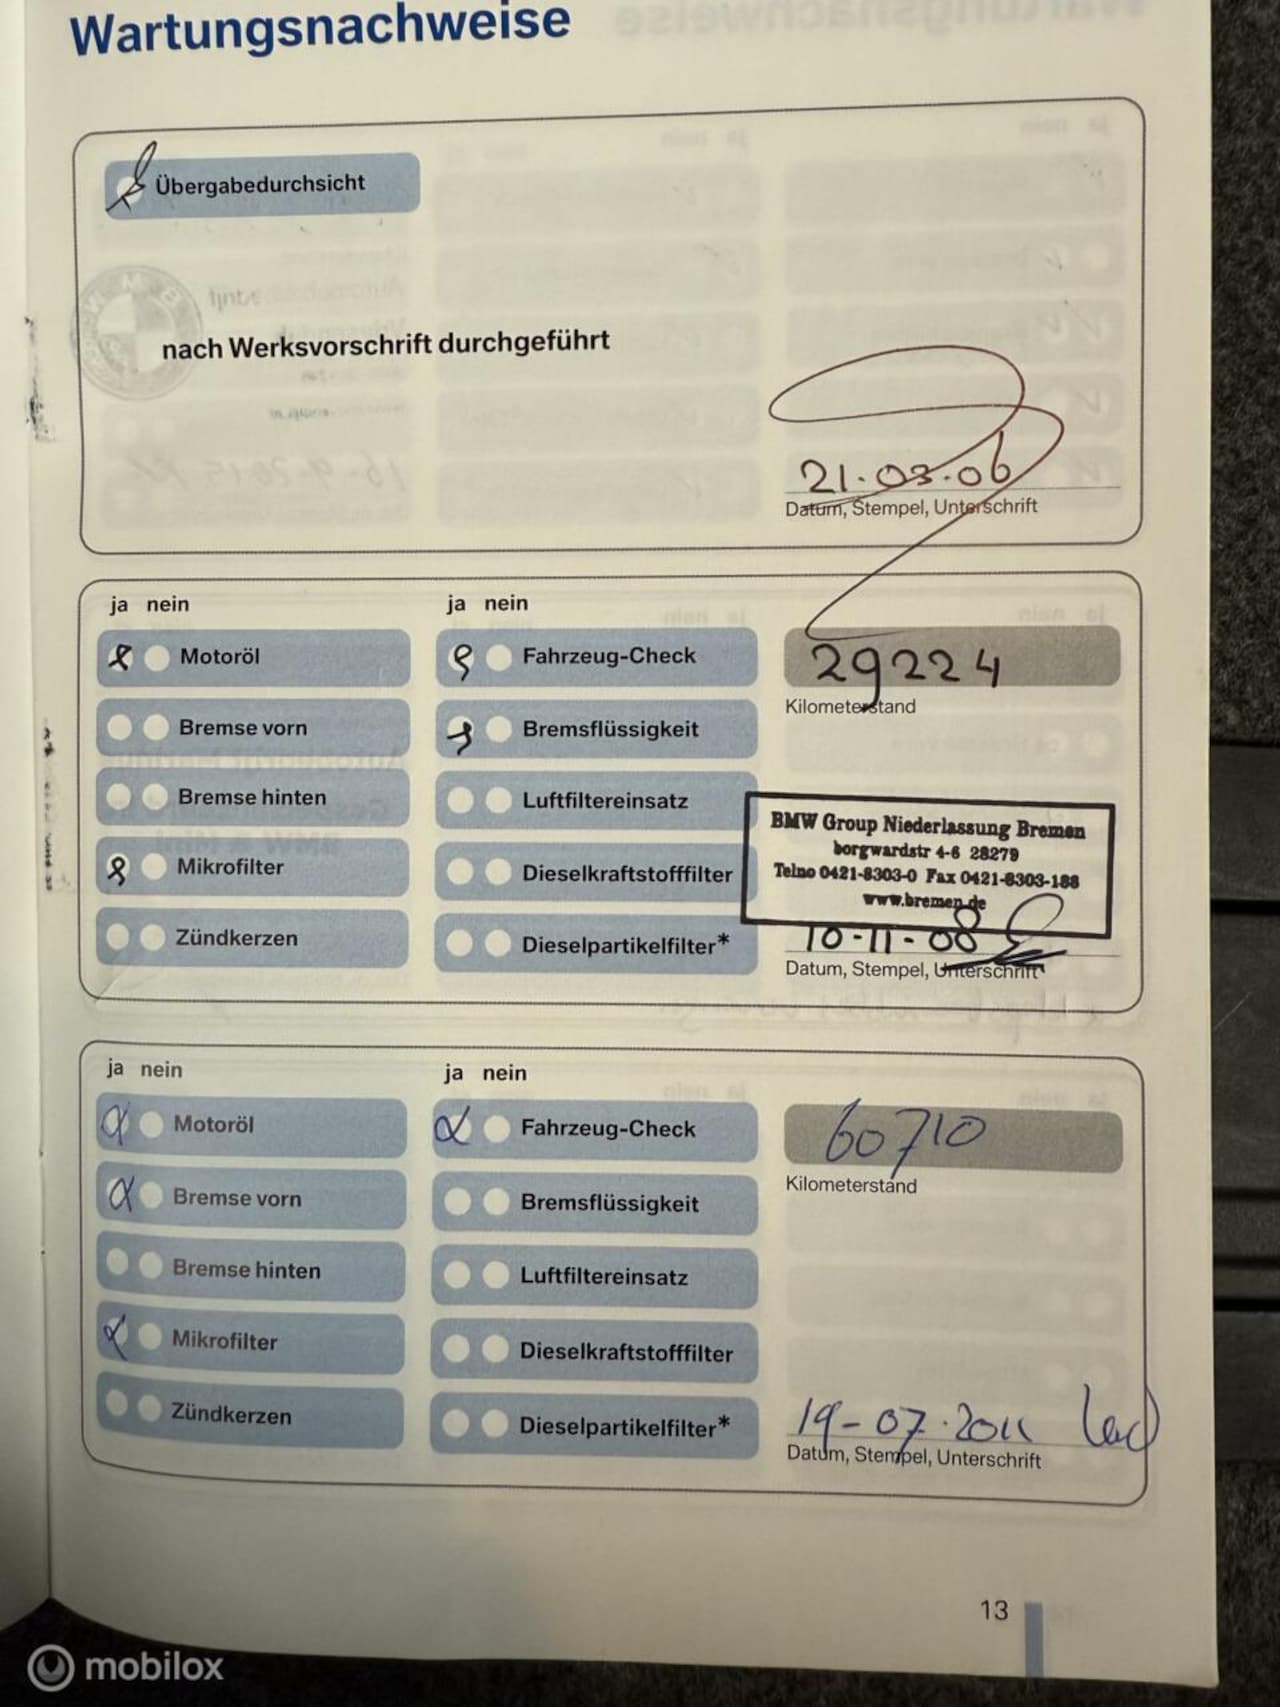 Wartungsnachweise
Übergabedurchsicht
nach Werksvorschrift durchgeführt
21.03.06
Datum, Stempel, Unterschrift
ja nein
Motoröl
Bremse vorn
Bremse hinten
Mikrofilter
Zündkerzen
ja nein
Fahrzeug-Check
Bremsflüssigkeit
Luftfiltereinsatz
Dieselkraftstofffilter
Dieselpartikelfilter*
29224
Kilometerstand
BMW Group Niederlassung Bremen
borgwardstr 4-6 28279
Telno 0421-8303-0 Fax 0421-8303-188
www.bremen.de
10-11-08
Datum, Stempel, Unterschrift
ja nein
Motoröl
Bremse vorn
Bremse hinten
Mikrofilter
Zündkerzen
ja nein
Fahrzeug-Check
Bremsflüssigkeit
Luftfiltereinsatz
Dieselkraftstofffilter
Dieselpartikelfilter*
60710
Kilometerstand
19-07.2011
Datum, Stempel, Unterschrift
13
mobilox